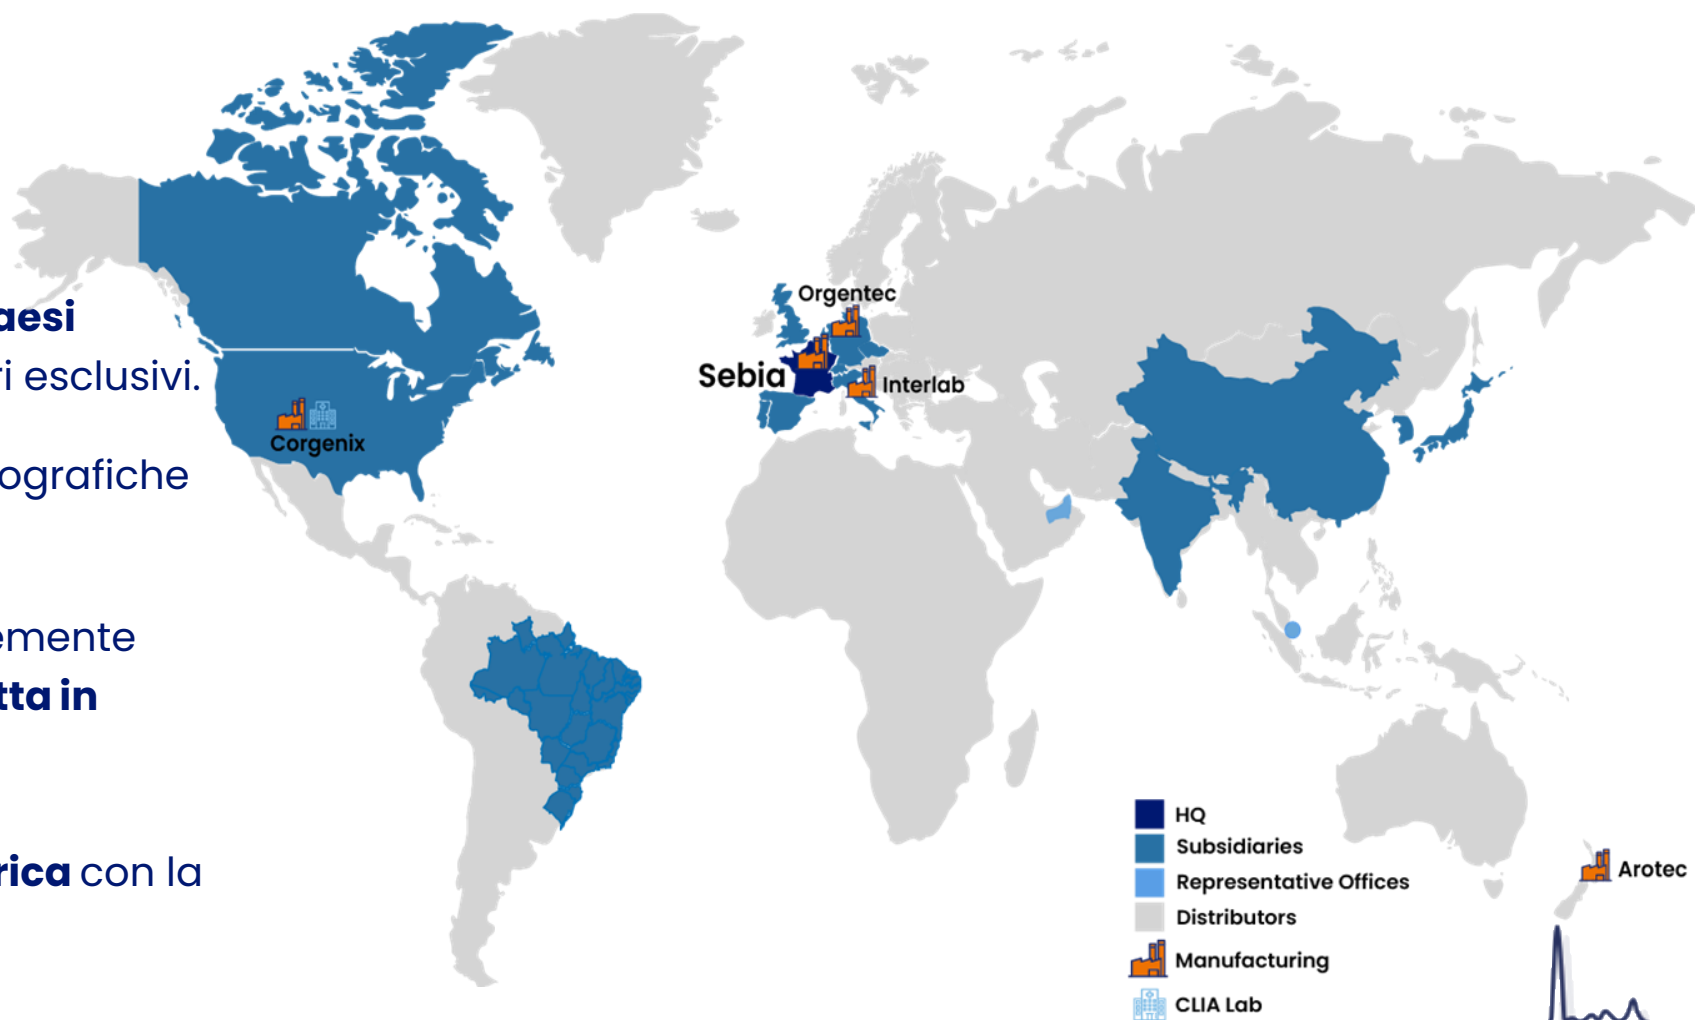 aesi
ri esclusivi.
ografiche
emente
tta in
rica con la
Orgentec
Sebia
Interlab
Corgenix
HQ
Subsidiaries
Representative Offices
Distributors
Manufacturing
CLIA Lab
Arotec